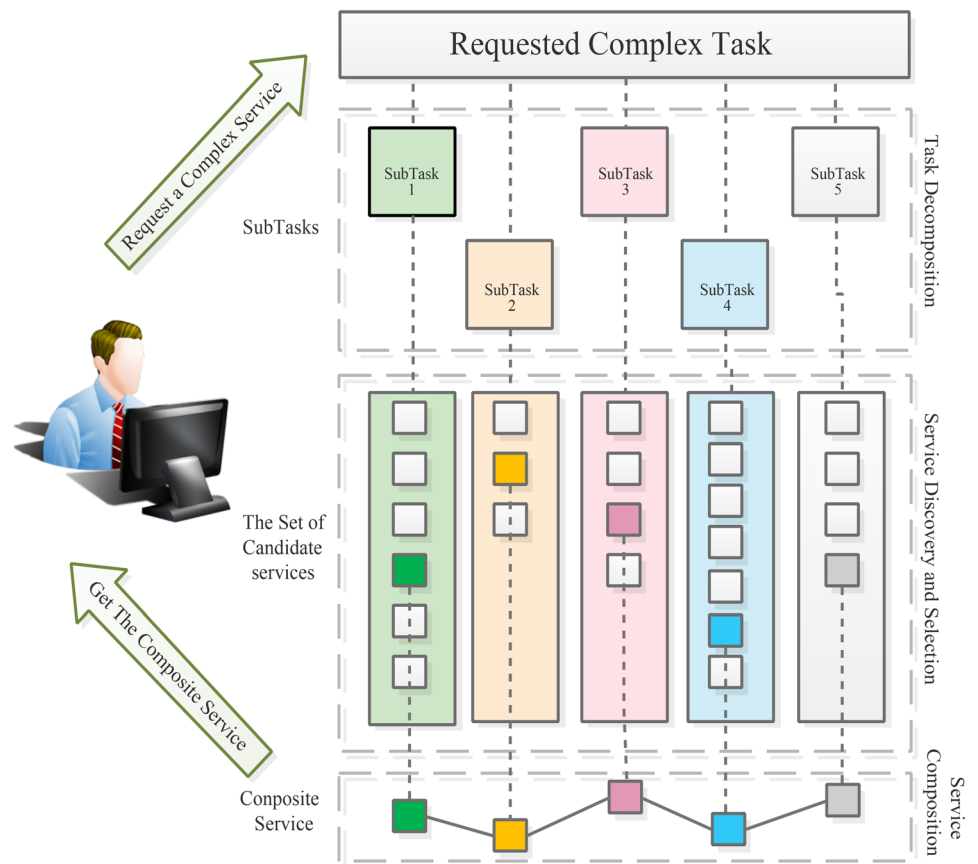 Requested Complex Task
Request a Complex Service
SubTask
1
SubTask
3
SubTask
5
Task Decomposition
SubTasks
SubTask
2
SubTask
4
Service Discovery and Selection
The Set of
Candidate
services
Get The Composite Service
Conposite
Service
Service
Composition